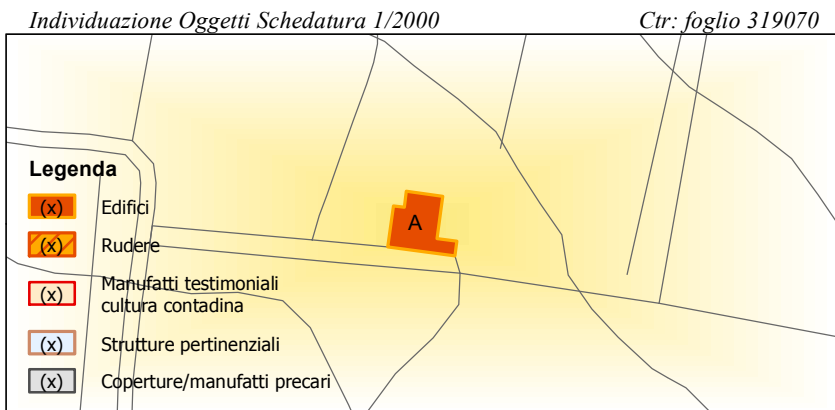 Individuazione Oggetti Schedatura 1/2000 Ctr: foglio 319070
Legenda
(x) Edifici
(x) Rudere
(x) Manufatti testimoniali
cultura contadina
(x) Strutture pertinenziali
(x) Coperture/manufatti precari
A